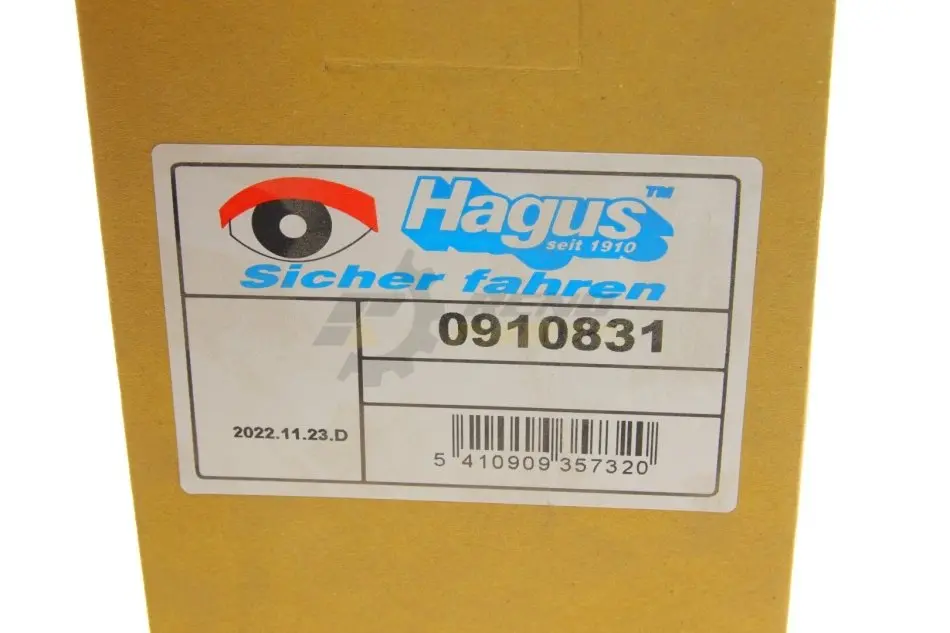 Hagus™
seit 1910
Sicher fahren
0910831
2022.11.23.D
5 410909 357320